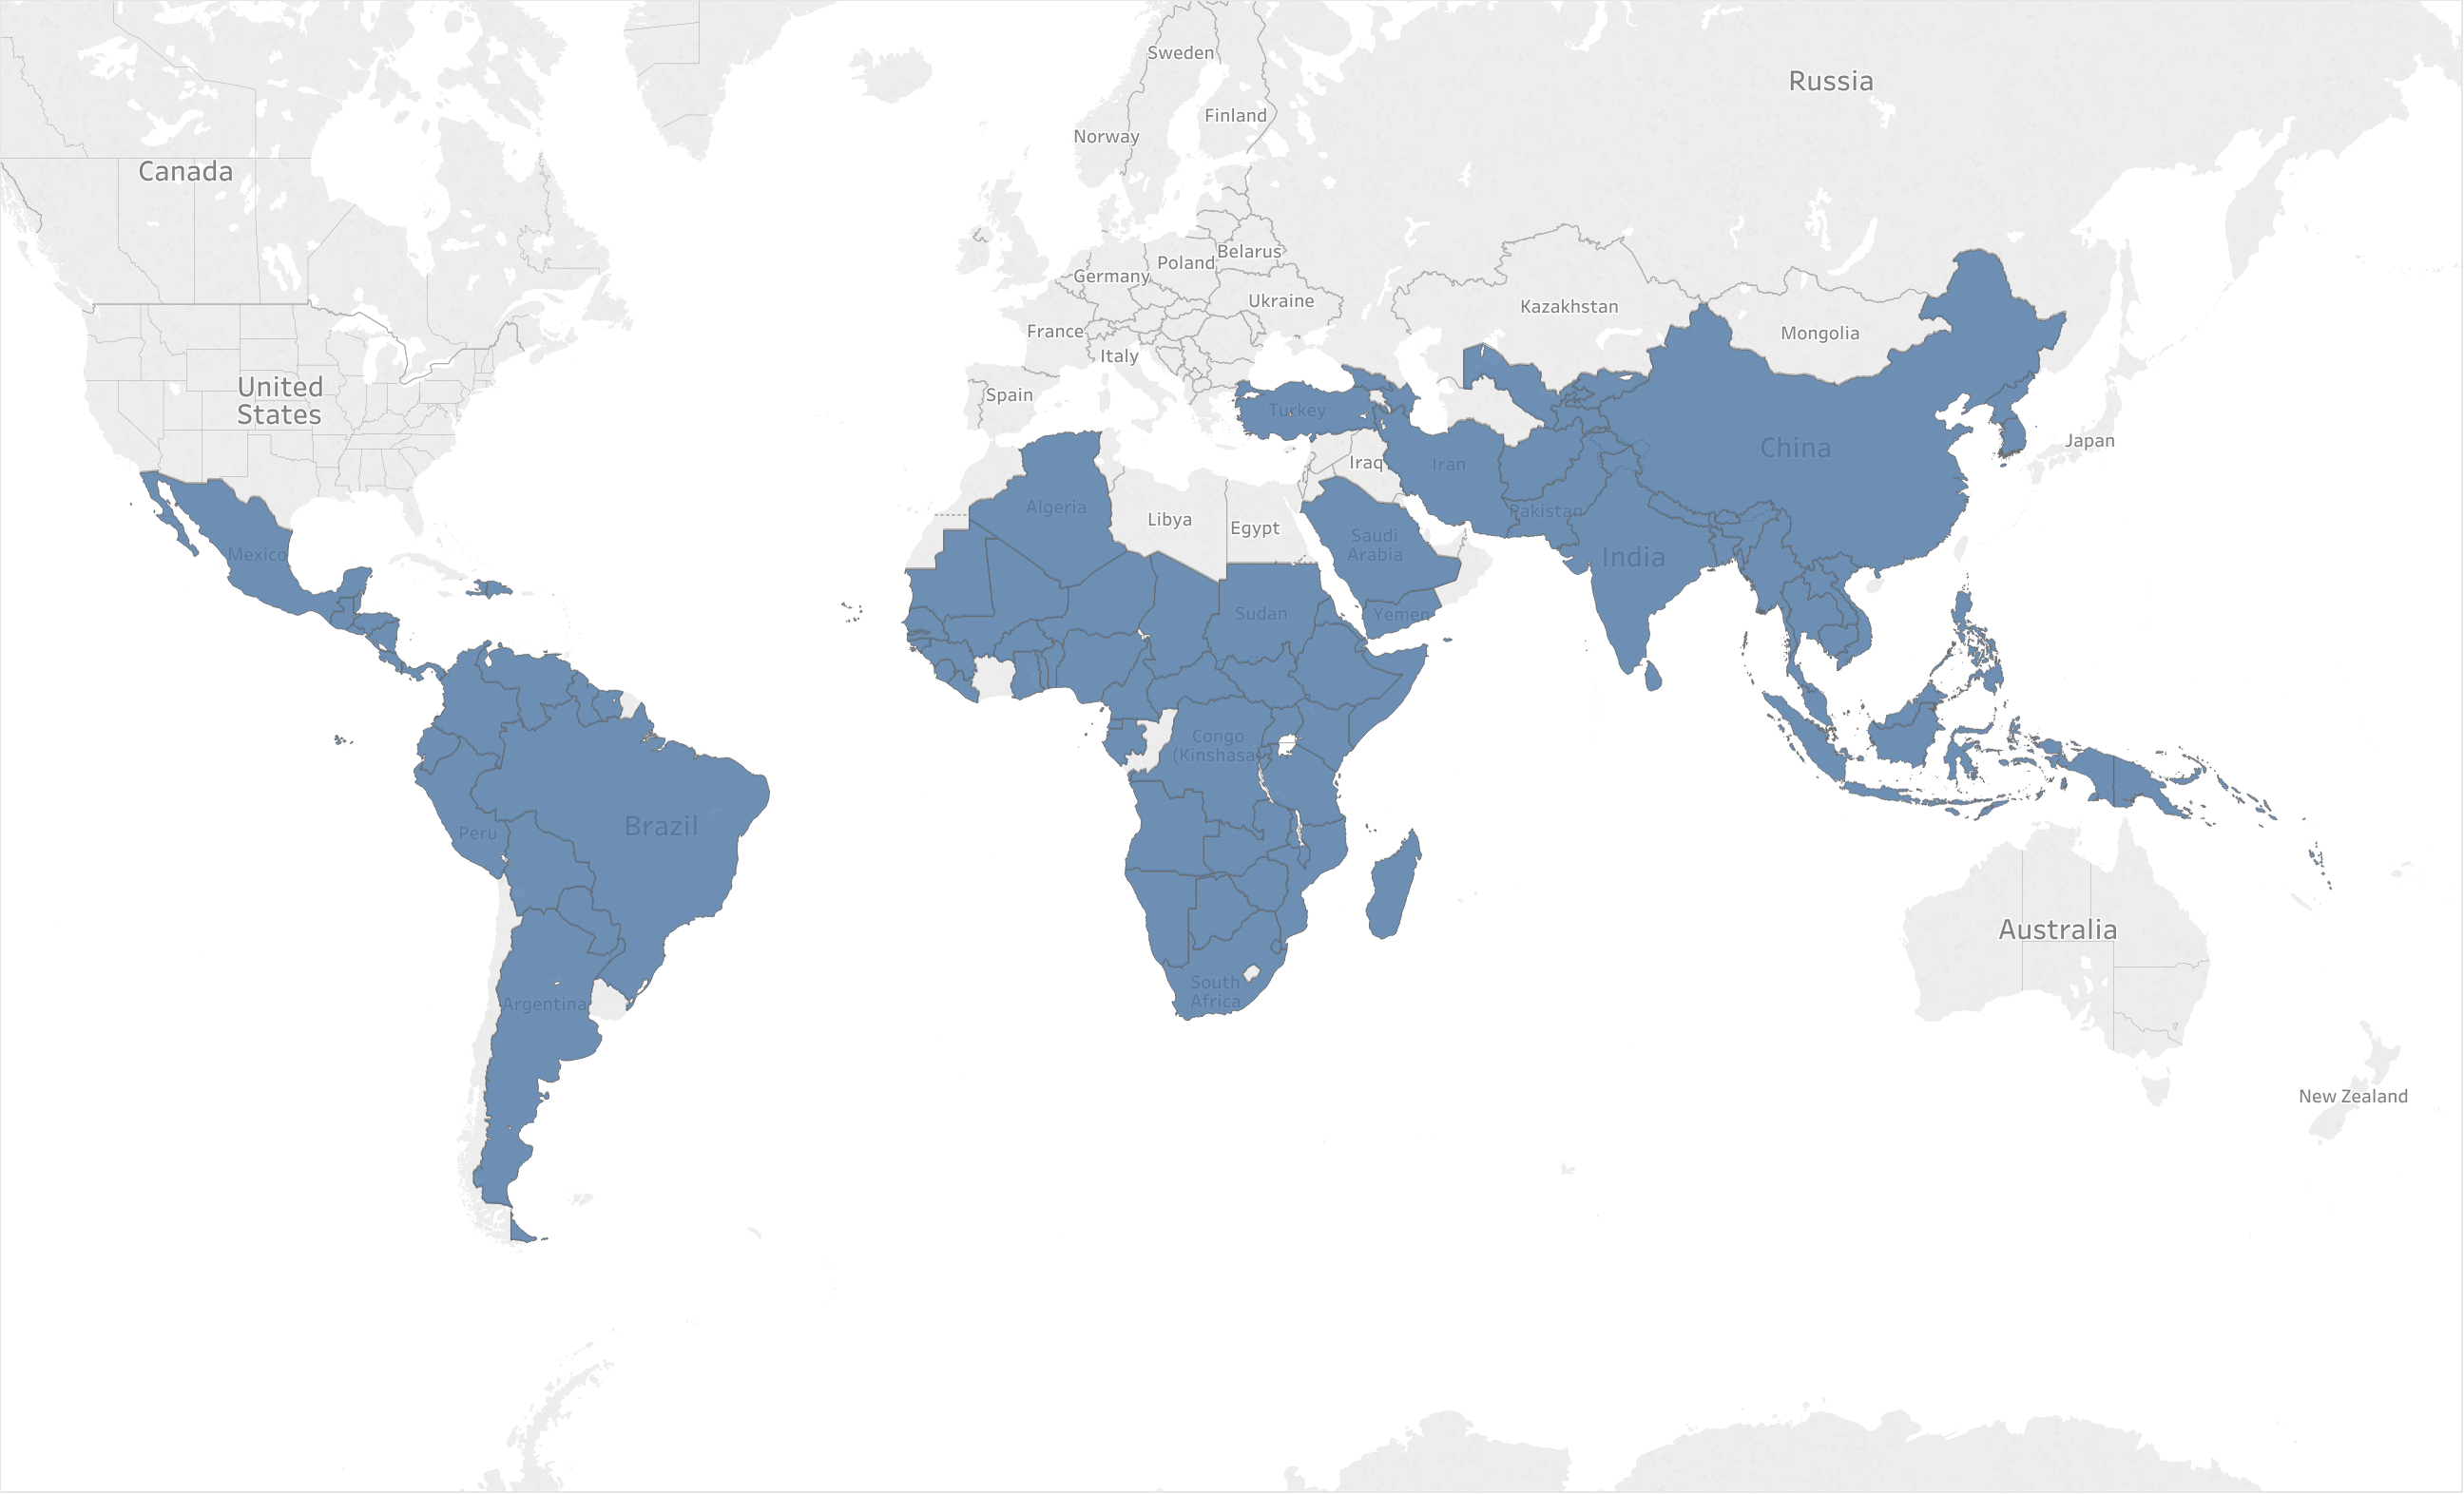 Sweden
Russia
Finland
Norway
Canada
Belarus
Poland
Germany
Ukraine
Kazakhstan
France
Mongolia
Italy
United
States
Spain
Turkey
Japan
China
Iraq
Iran
Algeria
Pakistan
Libya
Egypt
Saudi
Arabia
Mexico
India
Sudan
Yemen
Congo
(Kinshasa)
Brazil
Peru
Australia
South
Africa
Argentina
New Zealand